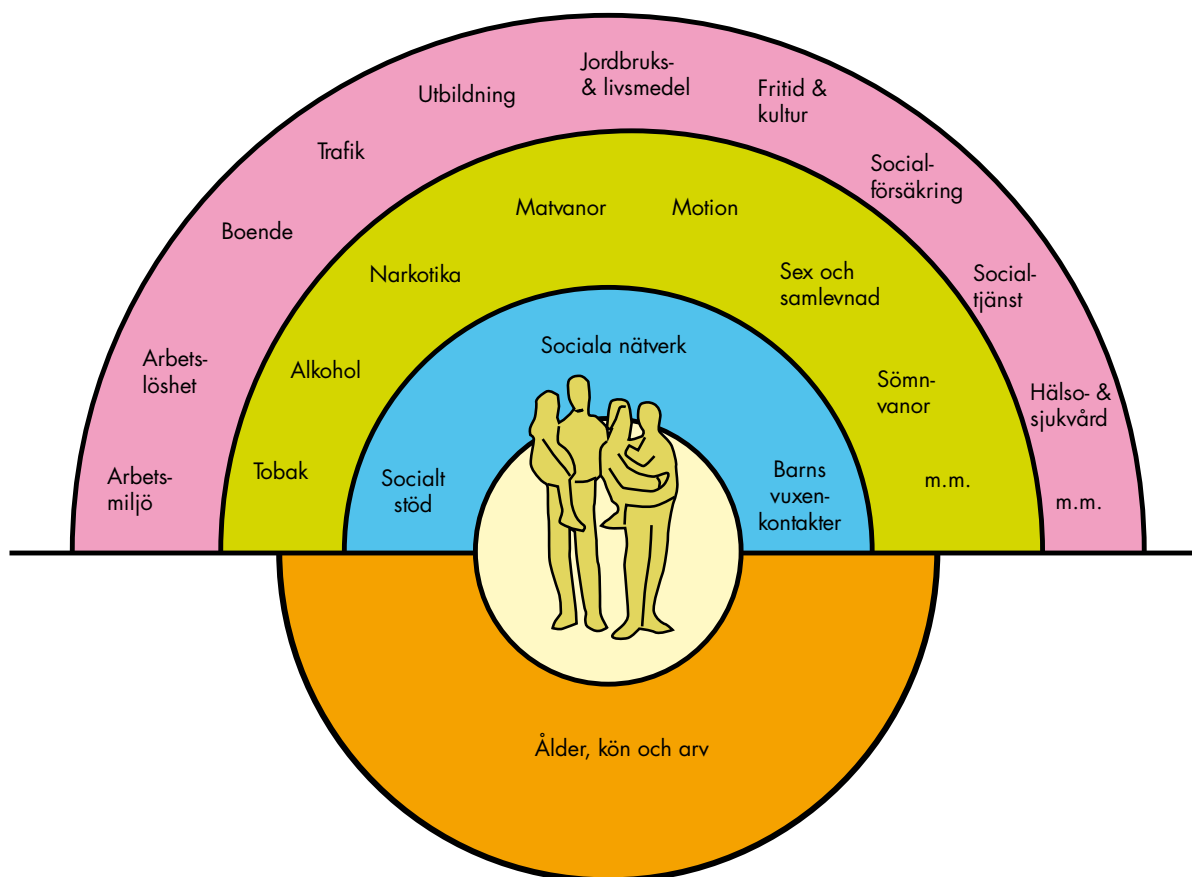 Arbets-
miljö
Arbets-
löshet
Boende
Trafik
Utbildning
Jordbruks-
& livsmedel
Fritid &
kultur
Social-
försäkring
Social-
tjänst
Hälso- &
sjukvård
m.m.
Tobak
Alkohol
Narkotika
Matvanor
Motion
Sex och
samlevnad
Sömn-
vanor
m.m.
Socialt
stöd
Sociala nätverk
Barns
vuxen-
kontakter
Ålder, kön och arv